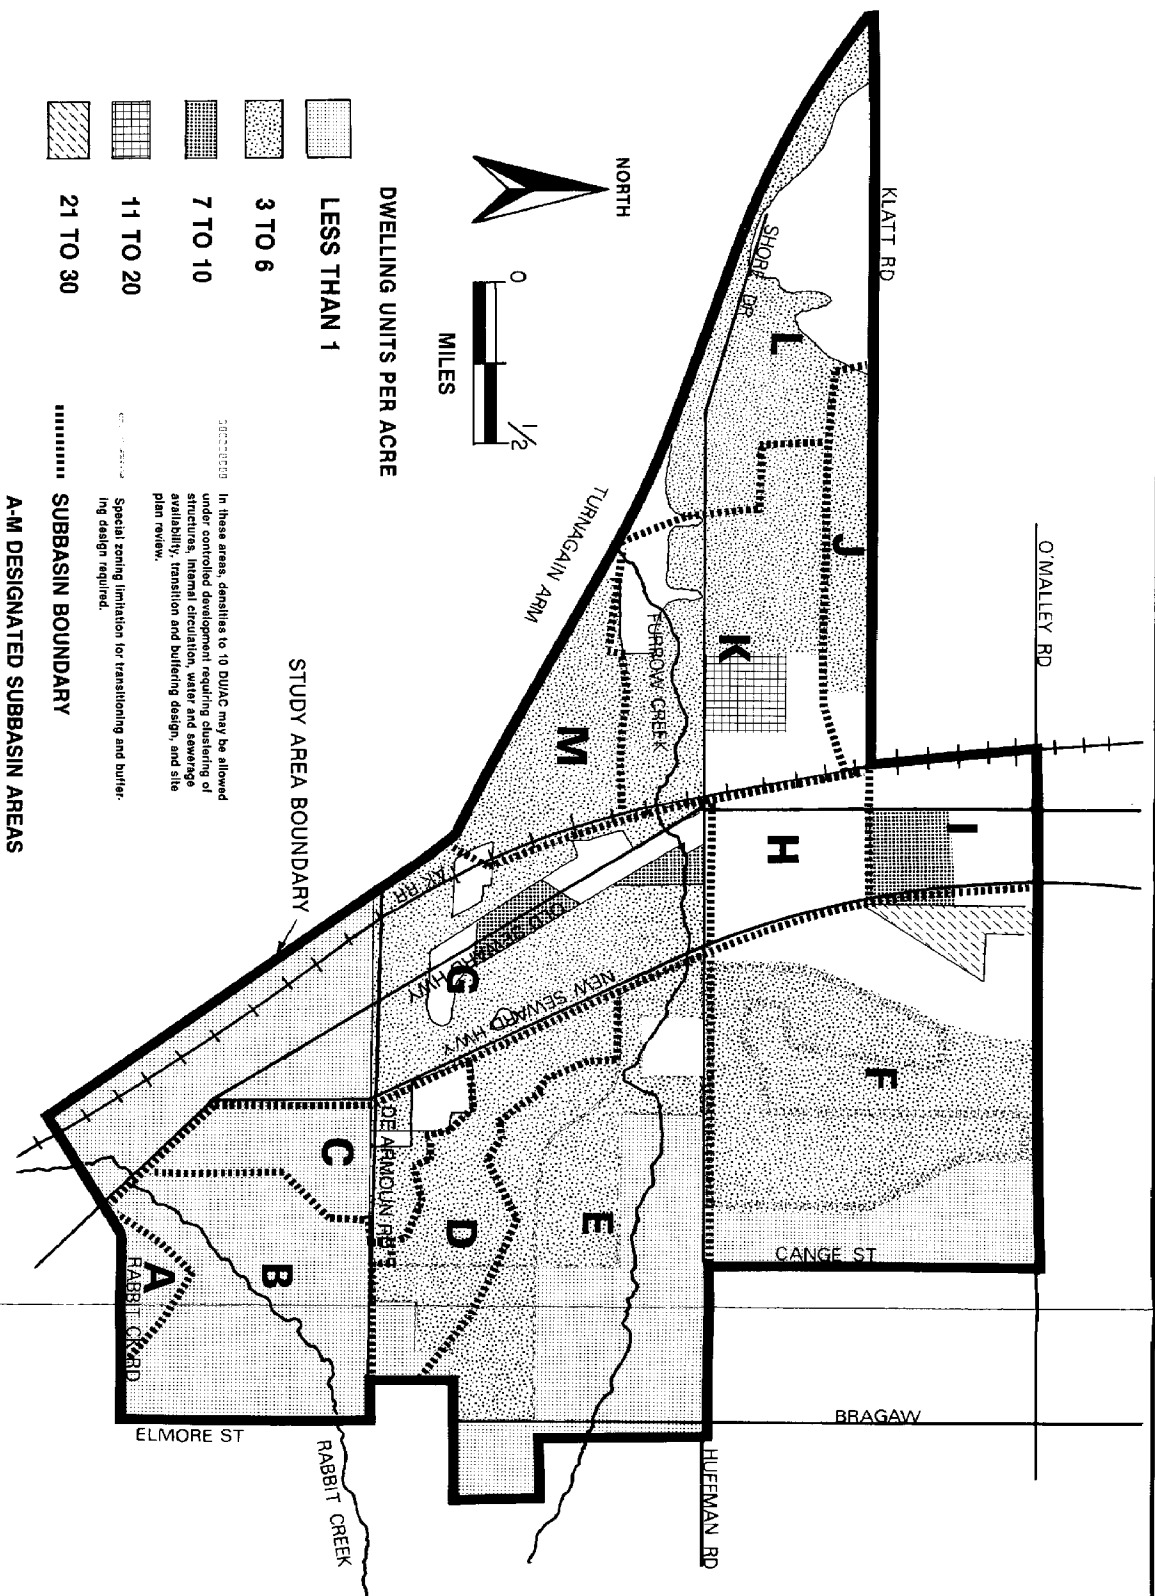 KLATT RD
O'MALLEY RD
SHORE DR
L
J
K
I
H
F
M
G
E
D
C
B
A
TURNAGAIN ARM
FURROW CREEK
AK RR
OLD SEWARD HWY
NEW SEWARD HWY
DE ARMOUN RD
CANGE ST
BRAGAW
HUFFMAN RD
RABBIT CK RD
ELMORE ST
RABBIT CREEK
STUDY AREA BOUNDARY
NORTH
0
1/2
MILES
DWELLING UNITS PER ACRE
LESS THAN 1
3 TO 6
7 TO 10
11 TO 20
21 TO 30
In these areas, densities to 10 DU/AC may be allowed
under controlled development requiring clustering of
structures, internal circulation, water and sewerage
availability, transition and buffering design, and site
plan review.
Special zoning limitation for transitioning and buffer-
ing design required.
SUBBASIN BOUNDARY
A-M DESIGNATED SUBBASIN AREAS